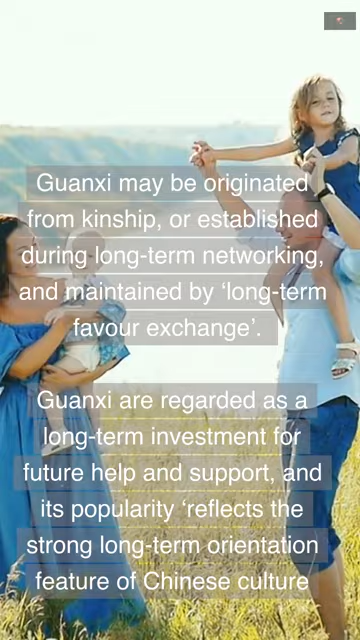 Guanxi may be originated
from kinship, or established
during long-term networking,
and maintained by ‘long-term
favour exchange’.
Guanxi are regarded as a
long-term investment for
future help and support, and
its popularity ‘reflects the
strong long-term orientation
feature of Chinese culture